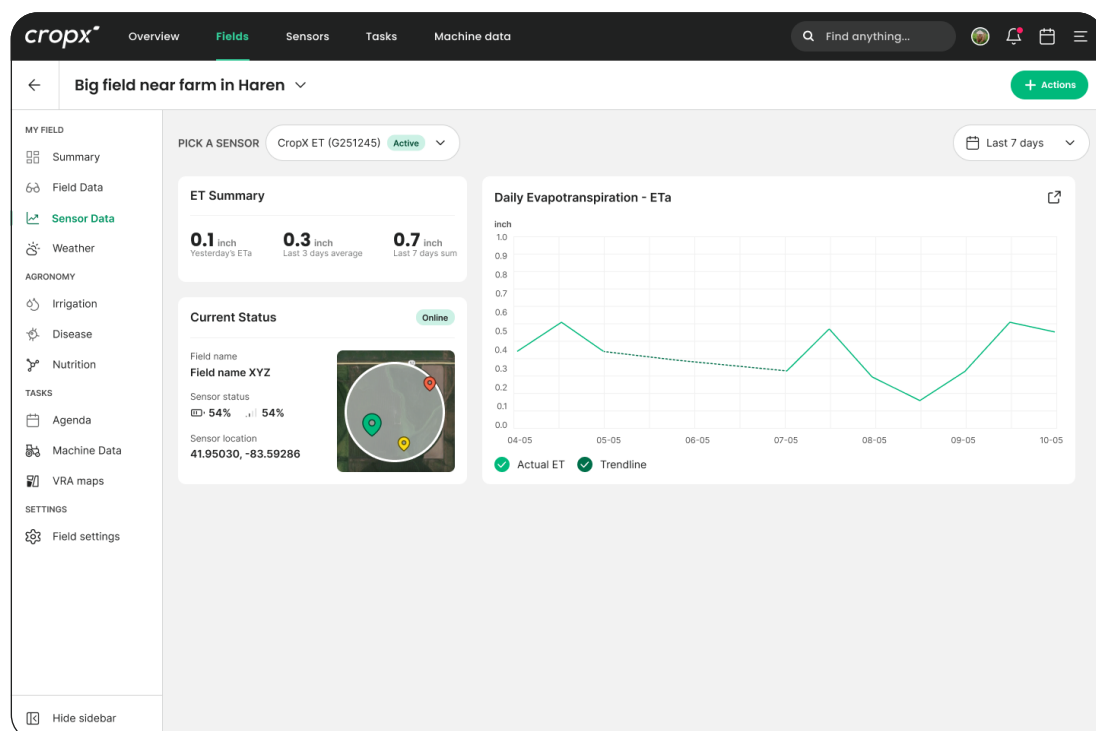 cropx
Overview
Fields
Sensors
Tasks
Machine data
Find anything...
Big field near farm in Haren
+ Actions
MY FIELD
Summary
Field Data
Sensor Data
Weather
AGRONOMY
Irrigation
Disease
Nutrition
TASKS
Agenda
Machine Data
VRA maps
SETTINGS
Field settings
Hide sidebar
PICK A SENSOR
CropX ET (G251245)
Active
Last 7 days
ET Summary
0.1 inch
Yesterday's ETa
0.3 inch
Last 3 days average
0.7 inch
Last 7 days sum
Current Status
Online
Field name
Field name XYZ
Sensor status
54%
54%
Sensor location
41.95030, -83.59286
Daily Evapotranspiration - ETa
inch
1.0
0.9
0.8
0.7
0.6
0.5
0.4
0.3
0.2
0.1
0.0
04-05
05-05
06-05
07-05
08-05
09-05
10-05
Actual ET
Trendline